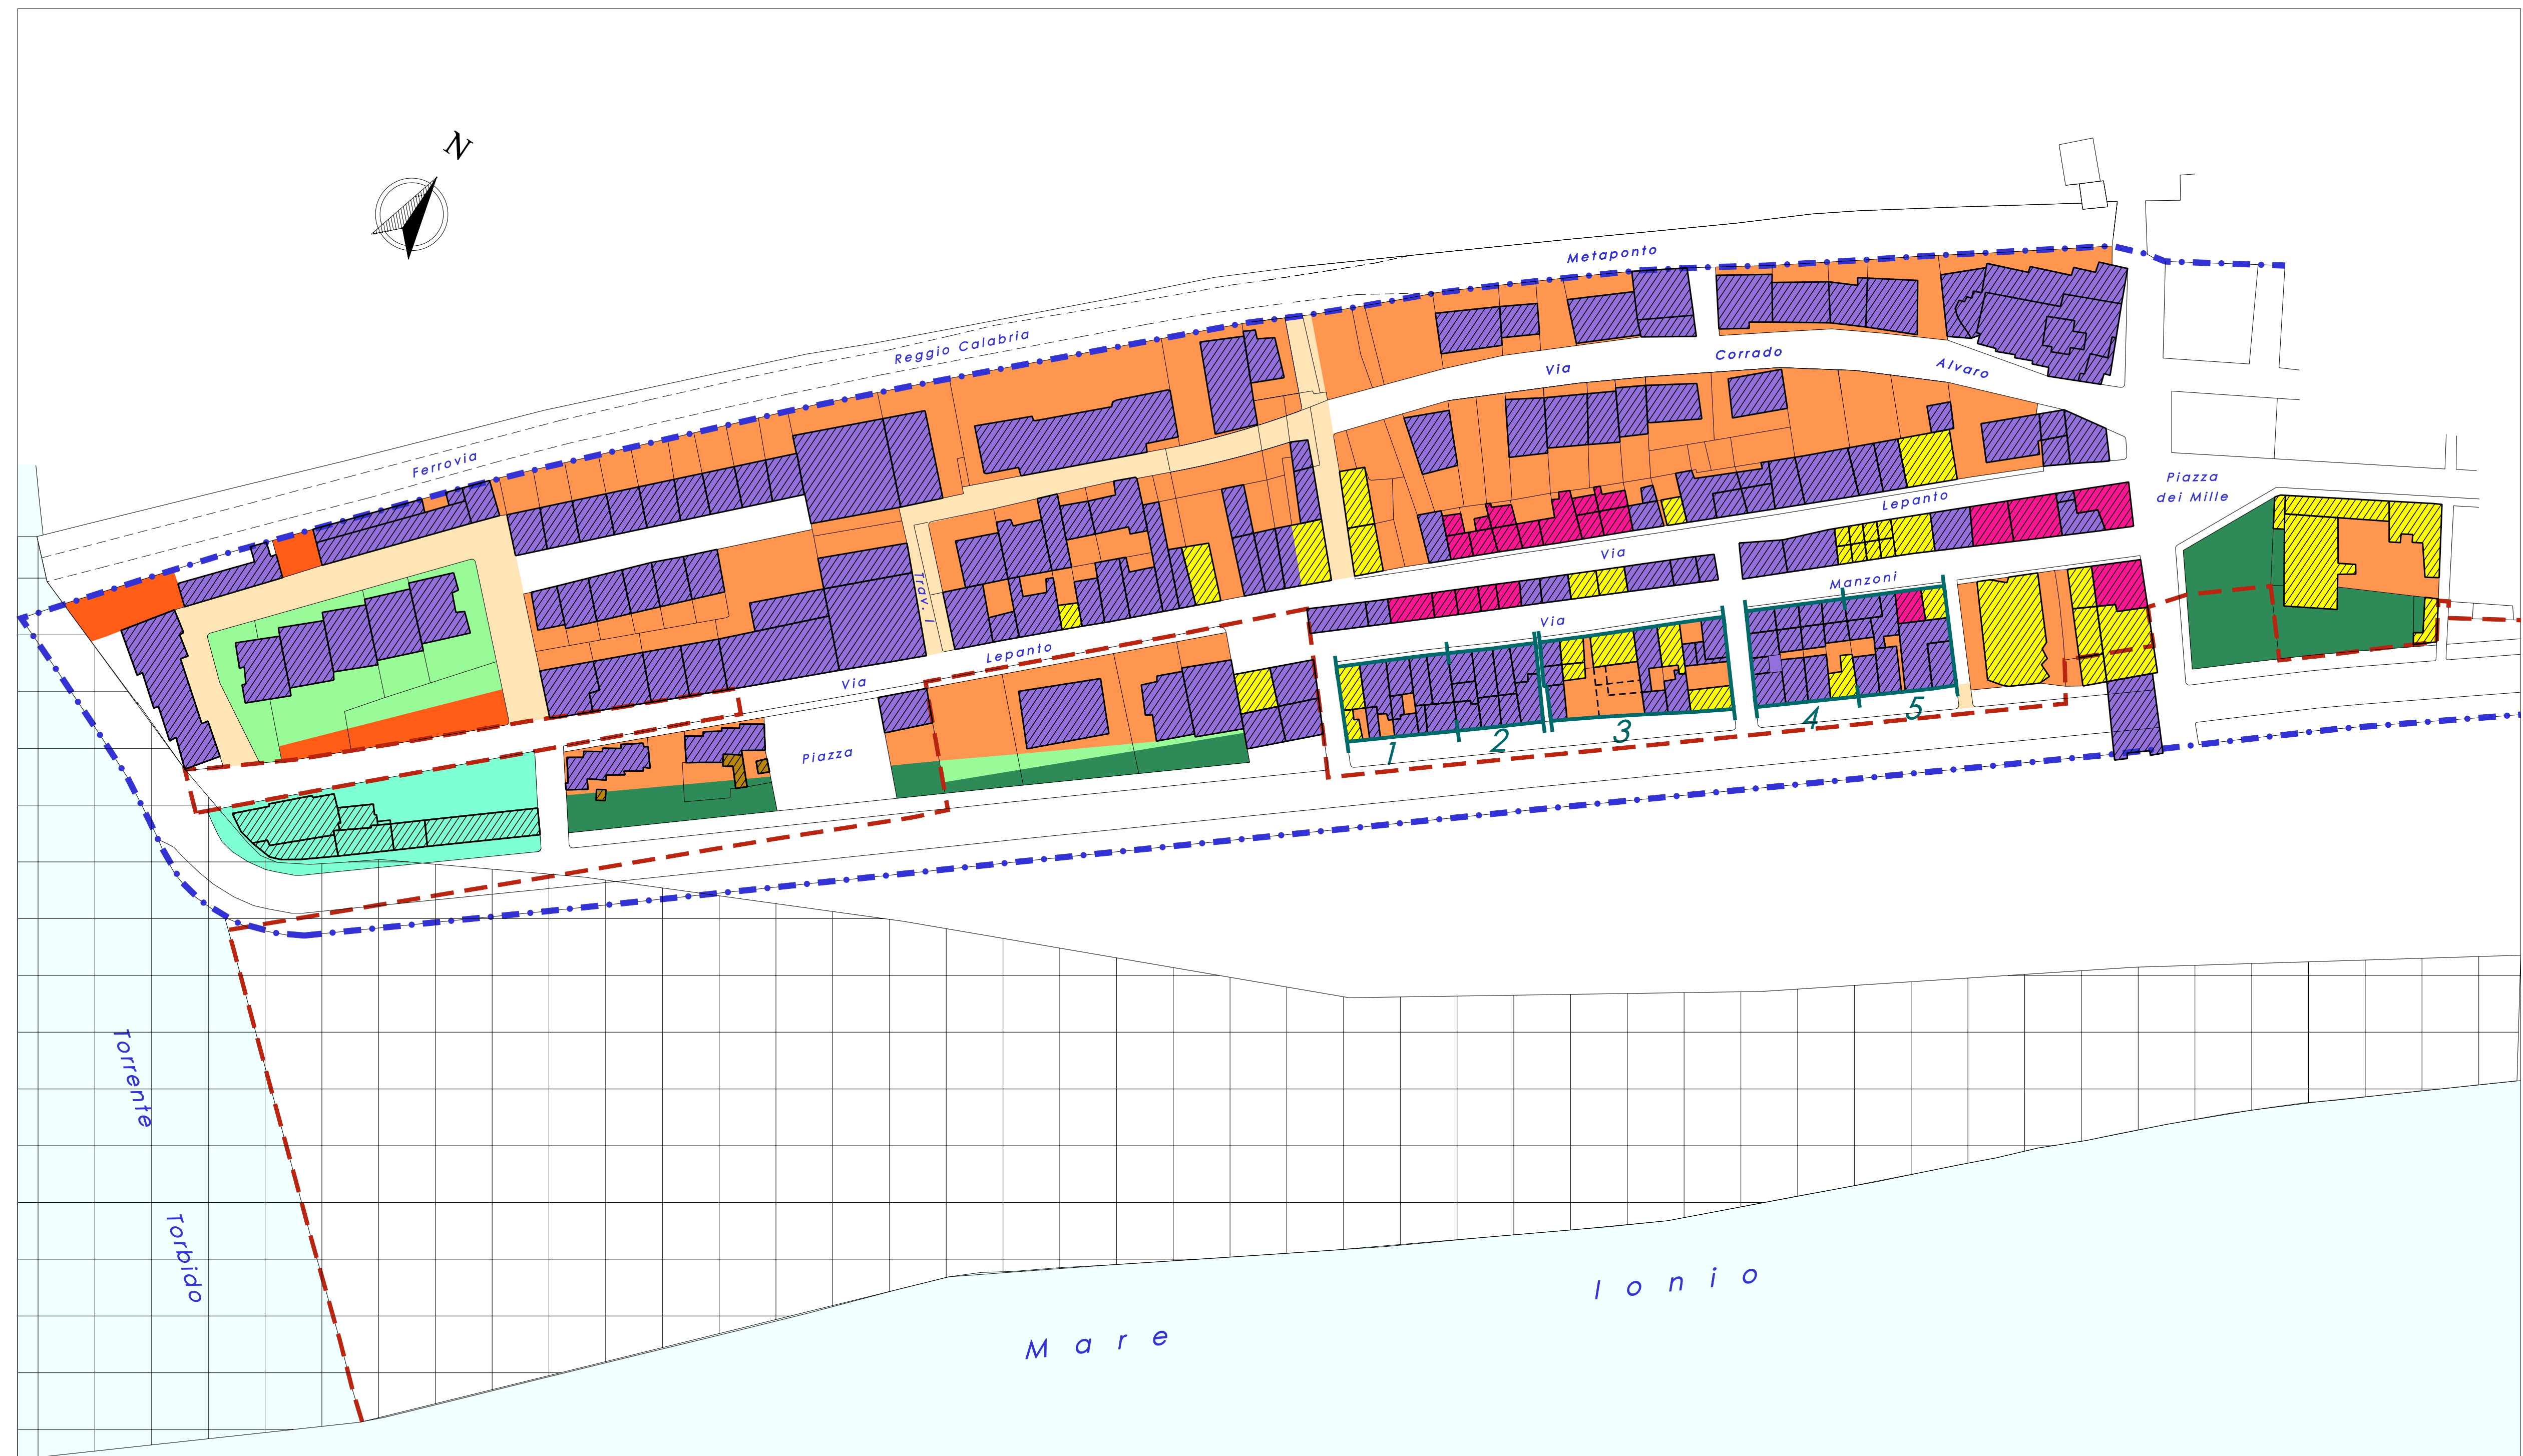 N
Metaponto
Reggio Calabria
Ferrovia
Via Corrado Alvaro
Piazza
dei Mille
Via Lepanto
Via Manzoni
Trav. I
Via Lepanto
Piazza
1 2 3 4 5
Torrente
Torbido
Mare Ionio